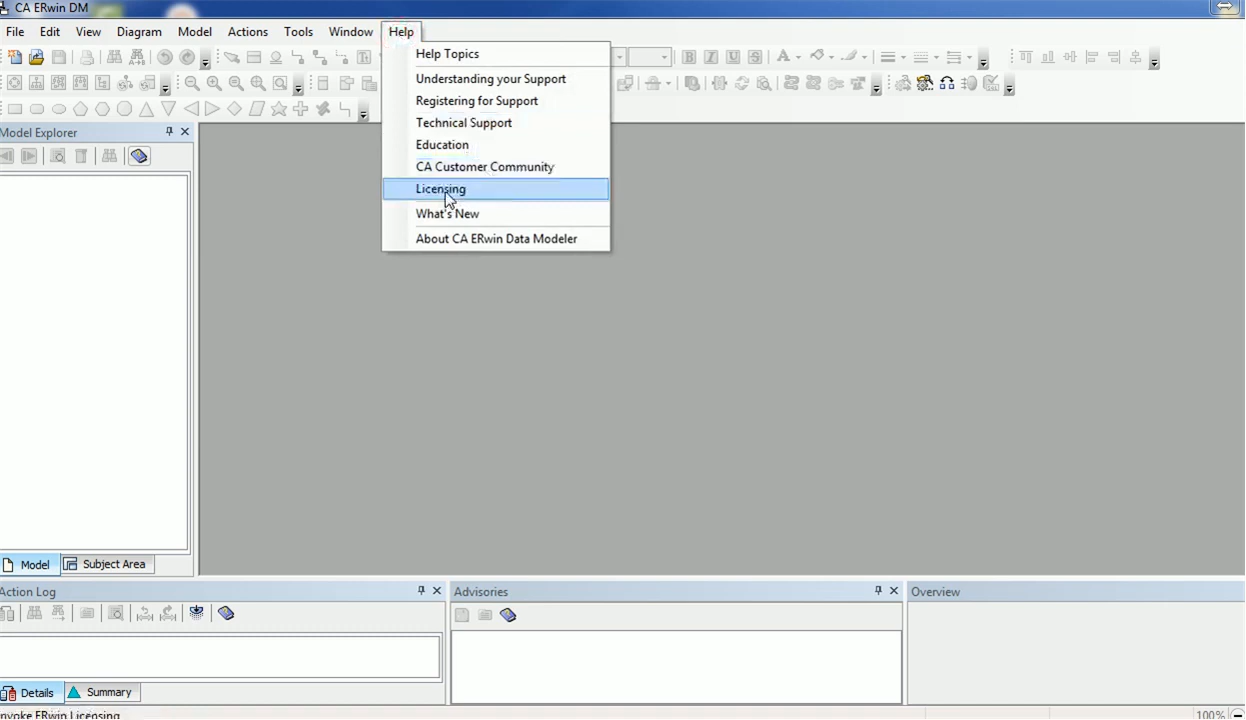 CA ERwin DM
File Edit View Diagram Model Actions Tools Window Help
Help Topics
Understanding your Support
Registering for Support
Technical Support
Education
CA Customer Community
Licensing
What's New
About CA ERwin Data Modeler
B I U S A
Model Explorer
Model Subject Area
Action Log Advisories Overview
Details Summary
nvoke ERwin Licensing 100%